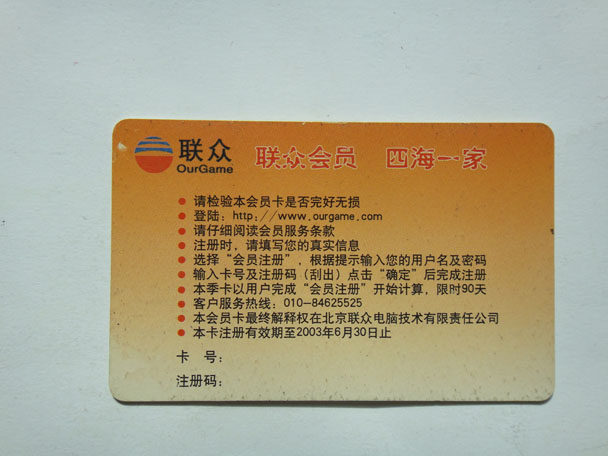 联众
OurGame
联众会员 四海一家
请检验本会员卡是否完好无损
登陆：http://www.ourgame.com
请仔细阅读会员服务条款
注册时，请填写您的真实信息
选择“会员注册”，根据提示输入您的用户名及密码
输入卡号及注册码（刮出）点击“确定”后完成注册
本季卡以用户完成“会员注册”开始计算，限时90天
客户服务热线：010-84625525
本会员卡最终解释权在北京联众电脑技术有限责任公司
本卡注册有效期至2003年6月30日止
卡 号：
注册码：